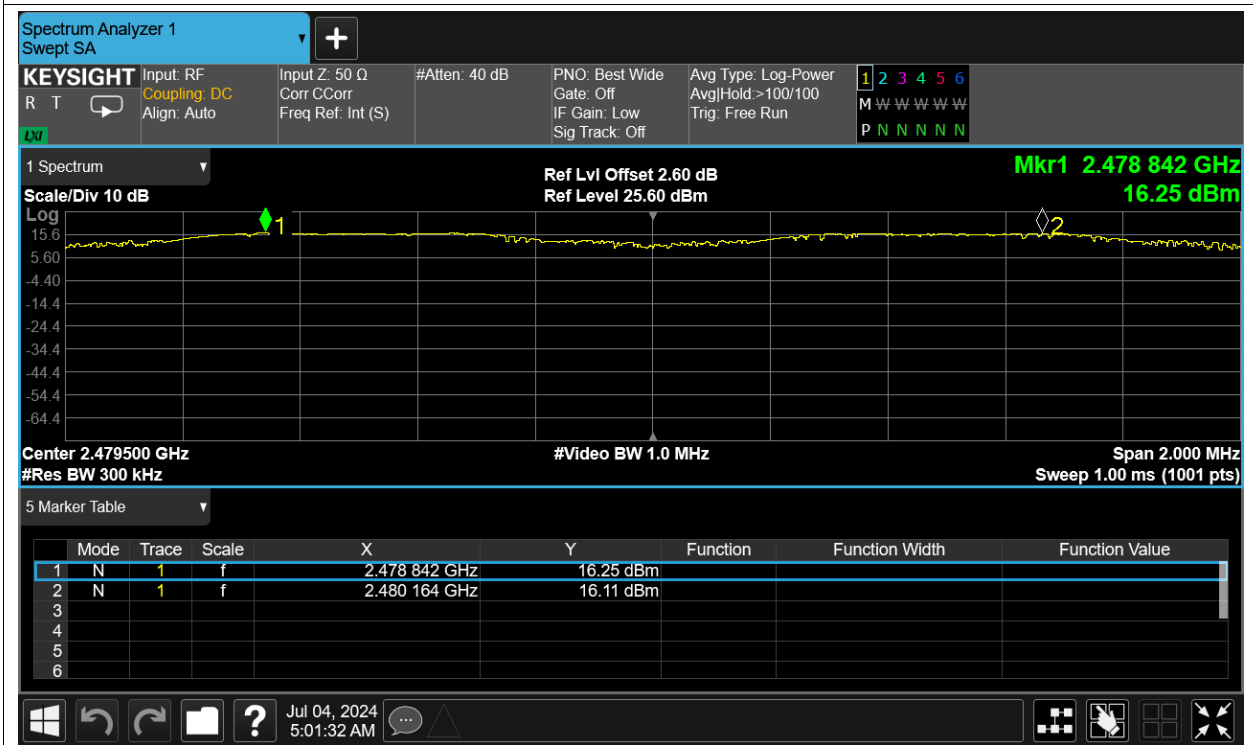 Spectrum Analyzer 1
Swept SA
+
KEYSIGHT
R T
LXI
Input: RF
Coupling: DC
Align: Auto
Input Z: 50 Ω
Corr CCorr
Freq Ref: Int (S)
#Atten: 40 dB
PNO: Best Wide
Gate: Off
IF Gain: Low
Sig Track: Off
Avg Type: Log-Power
Avg|Hold:>100/100
Trig: Free Run
1 2 3 4 5 6
M W W W W W
P N N N N N
1 Spectrum
Scale/Div 10 dB
Ref Lvl Offset 2.60 dB
Ref Level 25.60 dBm
Mkr1 2.478 842 GHz
16.25 dBm
Log
15.6
5.60
-4.40
-14.4
-24.4
-34.4
-44.4
-54.4
-64.4
1
2
Center 2.479500 GHz
#Res BW 300 kHz
#Video BW 1.0 MHz
Span 2.000 MHz
Sweep 1.00 ms (1001 pts)
5 Marker Table
Mode Trace Scale X Y Function Function Width Function Value
1 N 1 f 2.478 842 GHz 16.25 dBm
2 N 1 f 2.480 164 GHz 16.11 dBm
3
4
5
6
?
Jul 04, 2024
5:01:32 AM